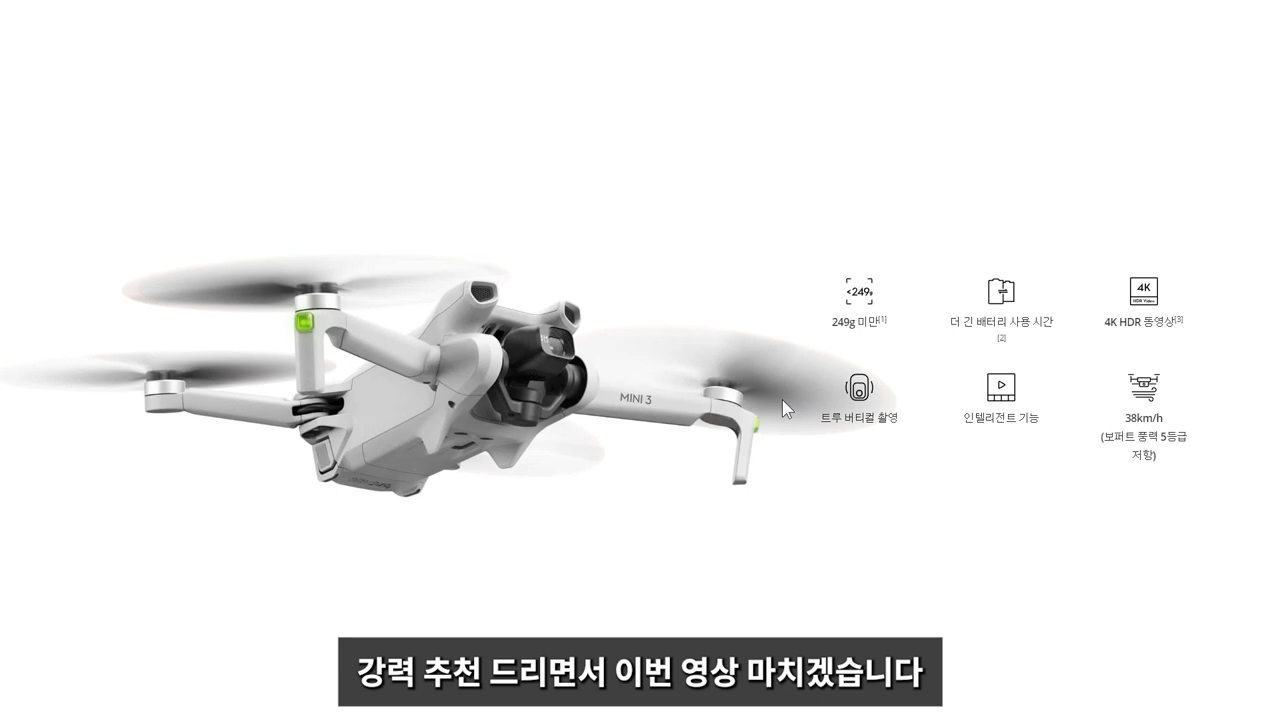 <249g
249g 미만[1]
더 긴 배터리 사용 시간
[2]
4K
HDR Video
4K HDR 동영상[3]
트루 버티컬 촬영
인텔리전트 기능
38km/h
(보퍼트 풍력 5등급
저항)
MINI 3
강력 추천 드리면서 이번 영상 마치겠습니다